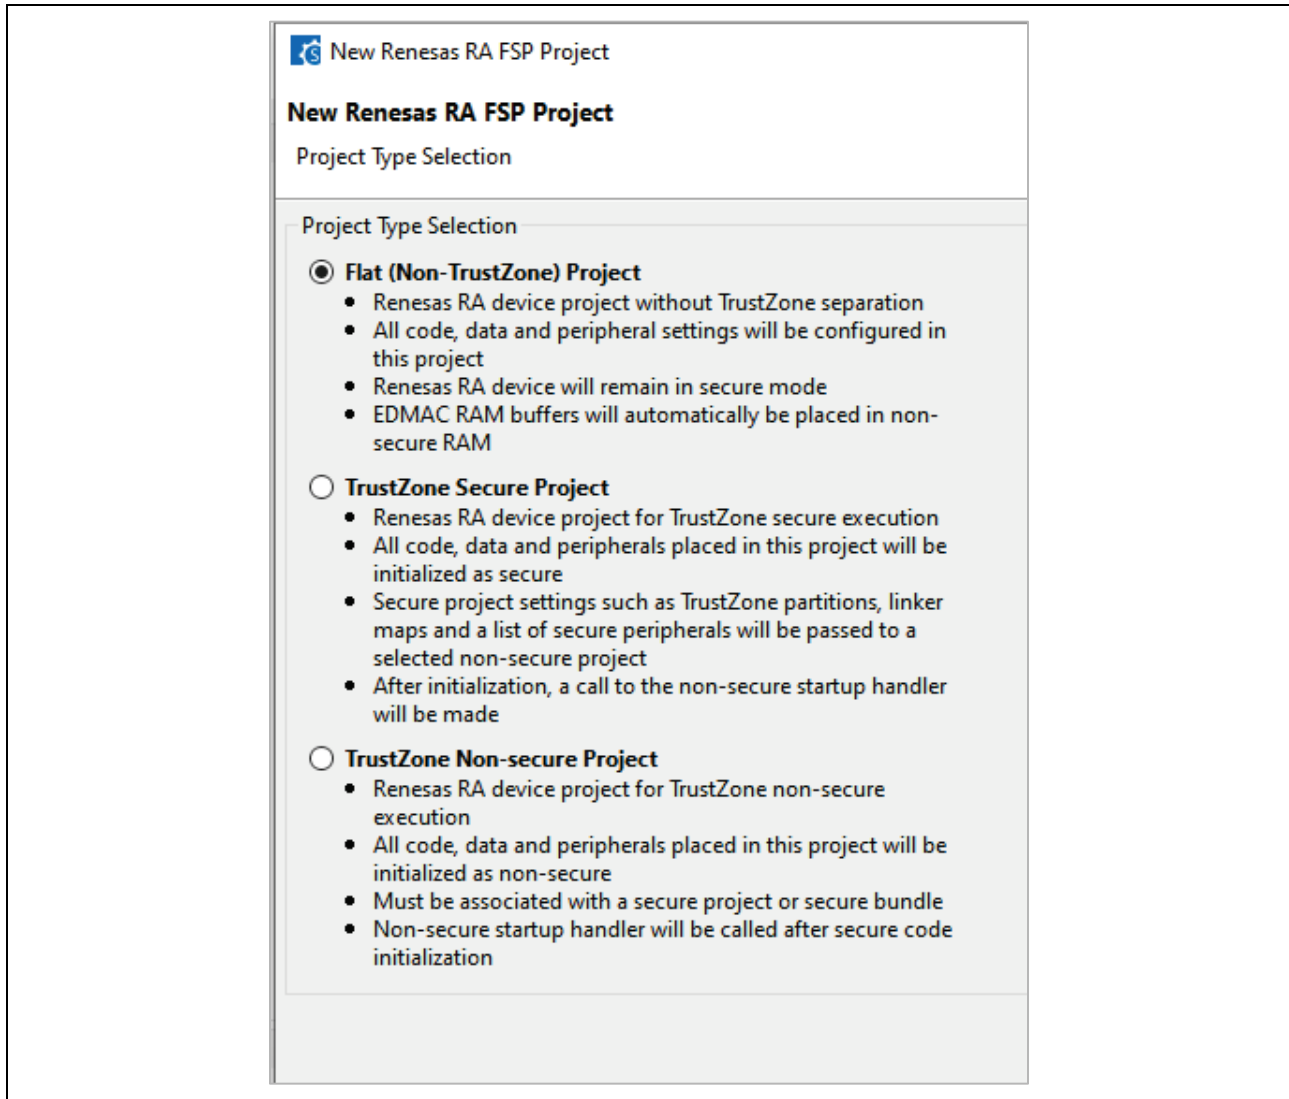 New Renesas RA FSP Project
New Renesas RA FSP Project
Project Type Selection
Project Type Selection
Flat (Non-TrustZone) Project
• Renesas RA device project without TrustZone separation
• All code, data and peripheral settings will be configured in
this project
• Renesas RA device will remain in secure mode
• EDMAC RAM buffers will automatically be placed in non-
secure RAM
TrustZone Secure Project
• Renesas RA device project for TrustZone secure execution
• All code, data and peripherals placed in this project will be
initialized as secure
• Secure project settings such as TrustZone partitions, linker
maps and a list of secure peripherals will be passed to a
selected non-secure project
• After initialization, a call to the non-secure startup handler
will be made
TrustZone Non-secure Project
• Renesas RA device project for TrustZone non-secure
execution
• All code, data and peripherals placed in this project will be
initialized as non-secure
• Must be associated with a secure project or secure bundle
• Non-secure startup handler will be called after secure code
initialization